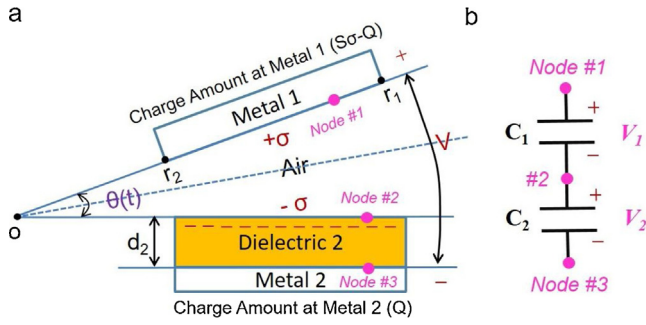 a
b
Charge Amount at Metal 1 (Sσ-Q)
+
Metal 1
r₁
Node #1
Node #1
+σ
r₂
V
Air
θ(t)
o
- σ
Node #2
d₂
Dielectric 2
Metal 2
Node #3
−
Charge Amount at Metal 2 (Q)
+
C₁
V₁
−
#2
+
C₂
V₂
−
Node #3